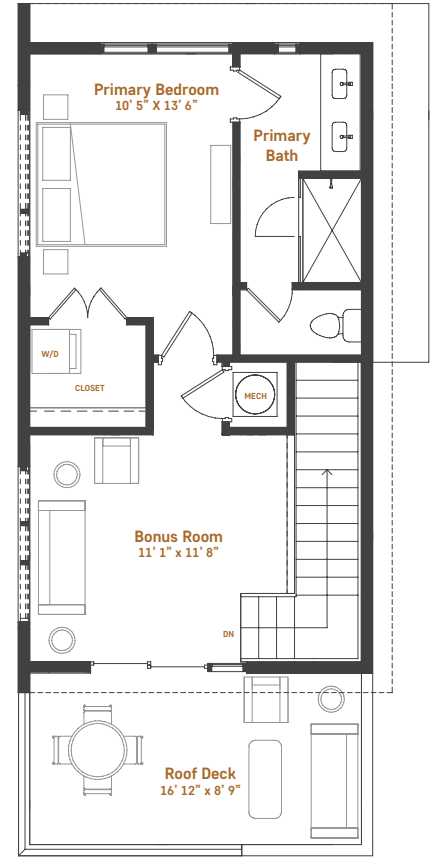 Primary Bedroom
10' 5" X 13' 6"
Primary
Bath
W/D
CLOSET
MECH
Bonus Room
11' 1" x 11' 8"
DN
Roof Deck
16' 12" x 8' 9"